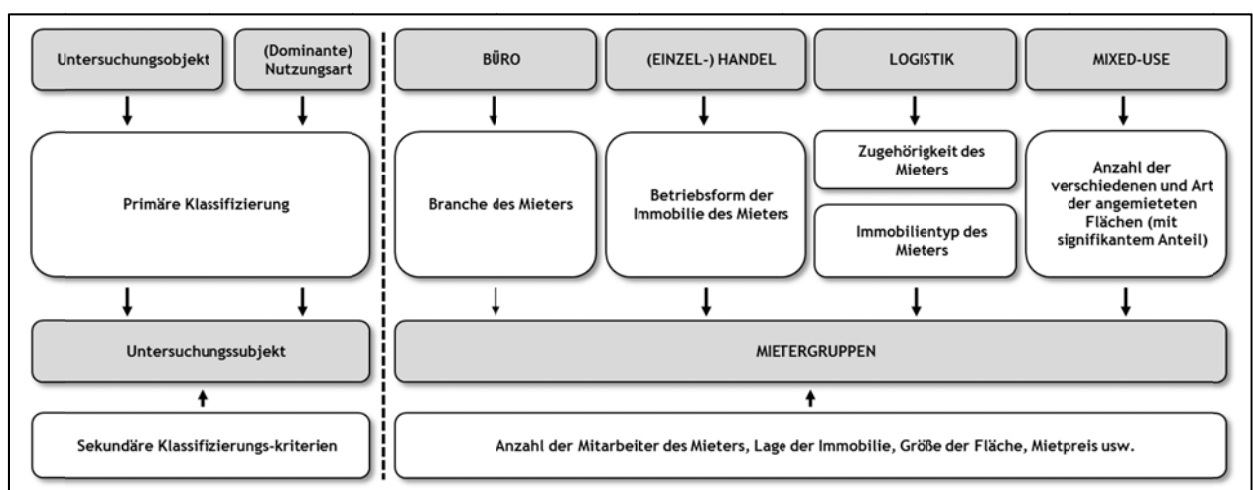 Untersuchungsobjekt
(Dominante)
Nutzungsart
BÜRO
(EINZEL-) HANDEL
LOGISTIK
MIXED-USE
Primäre Klassifizierung
Branche des Mieters
Betriebsform der
Immobilie des Mieters
Zugehörigkeit des
Mieters
Immobilientyp des
Mieters
Anzahl der
verschiedenen und Art
der angemieteten
Flächen (mit
signifikantem Anteil)
Untersuchungssubjekt
MIETERGRUPPEN
Sekundäre Klassifizierungs-kriterien
Anzahl der Mitarbeiter des Mieters, Lage der Immobilie, Größe der Fläche, Mietpreis usw.